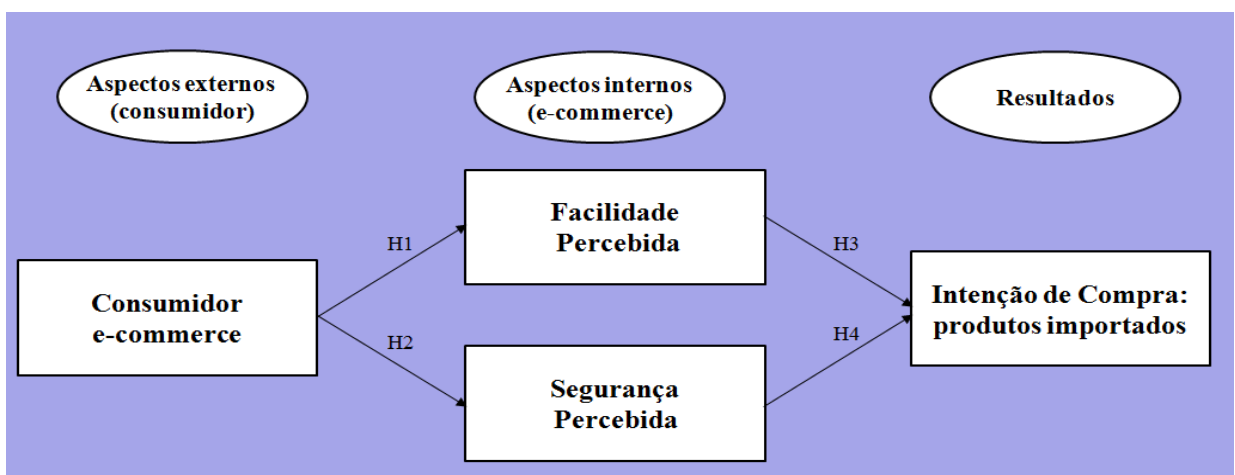 Aspectos externos
(consumidor)
Aspectos internos
(e-commerce)
Resultados
Facilidade
Percebida
H1
H3
Consumidor
e-commerce
Intenção de Compra:
produtos importados
H2
H4
Segurança
Percebida